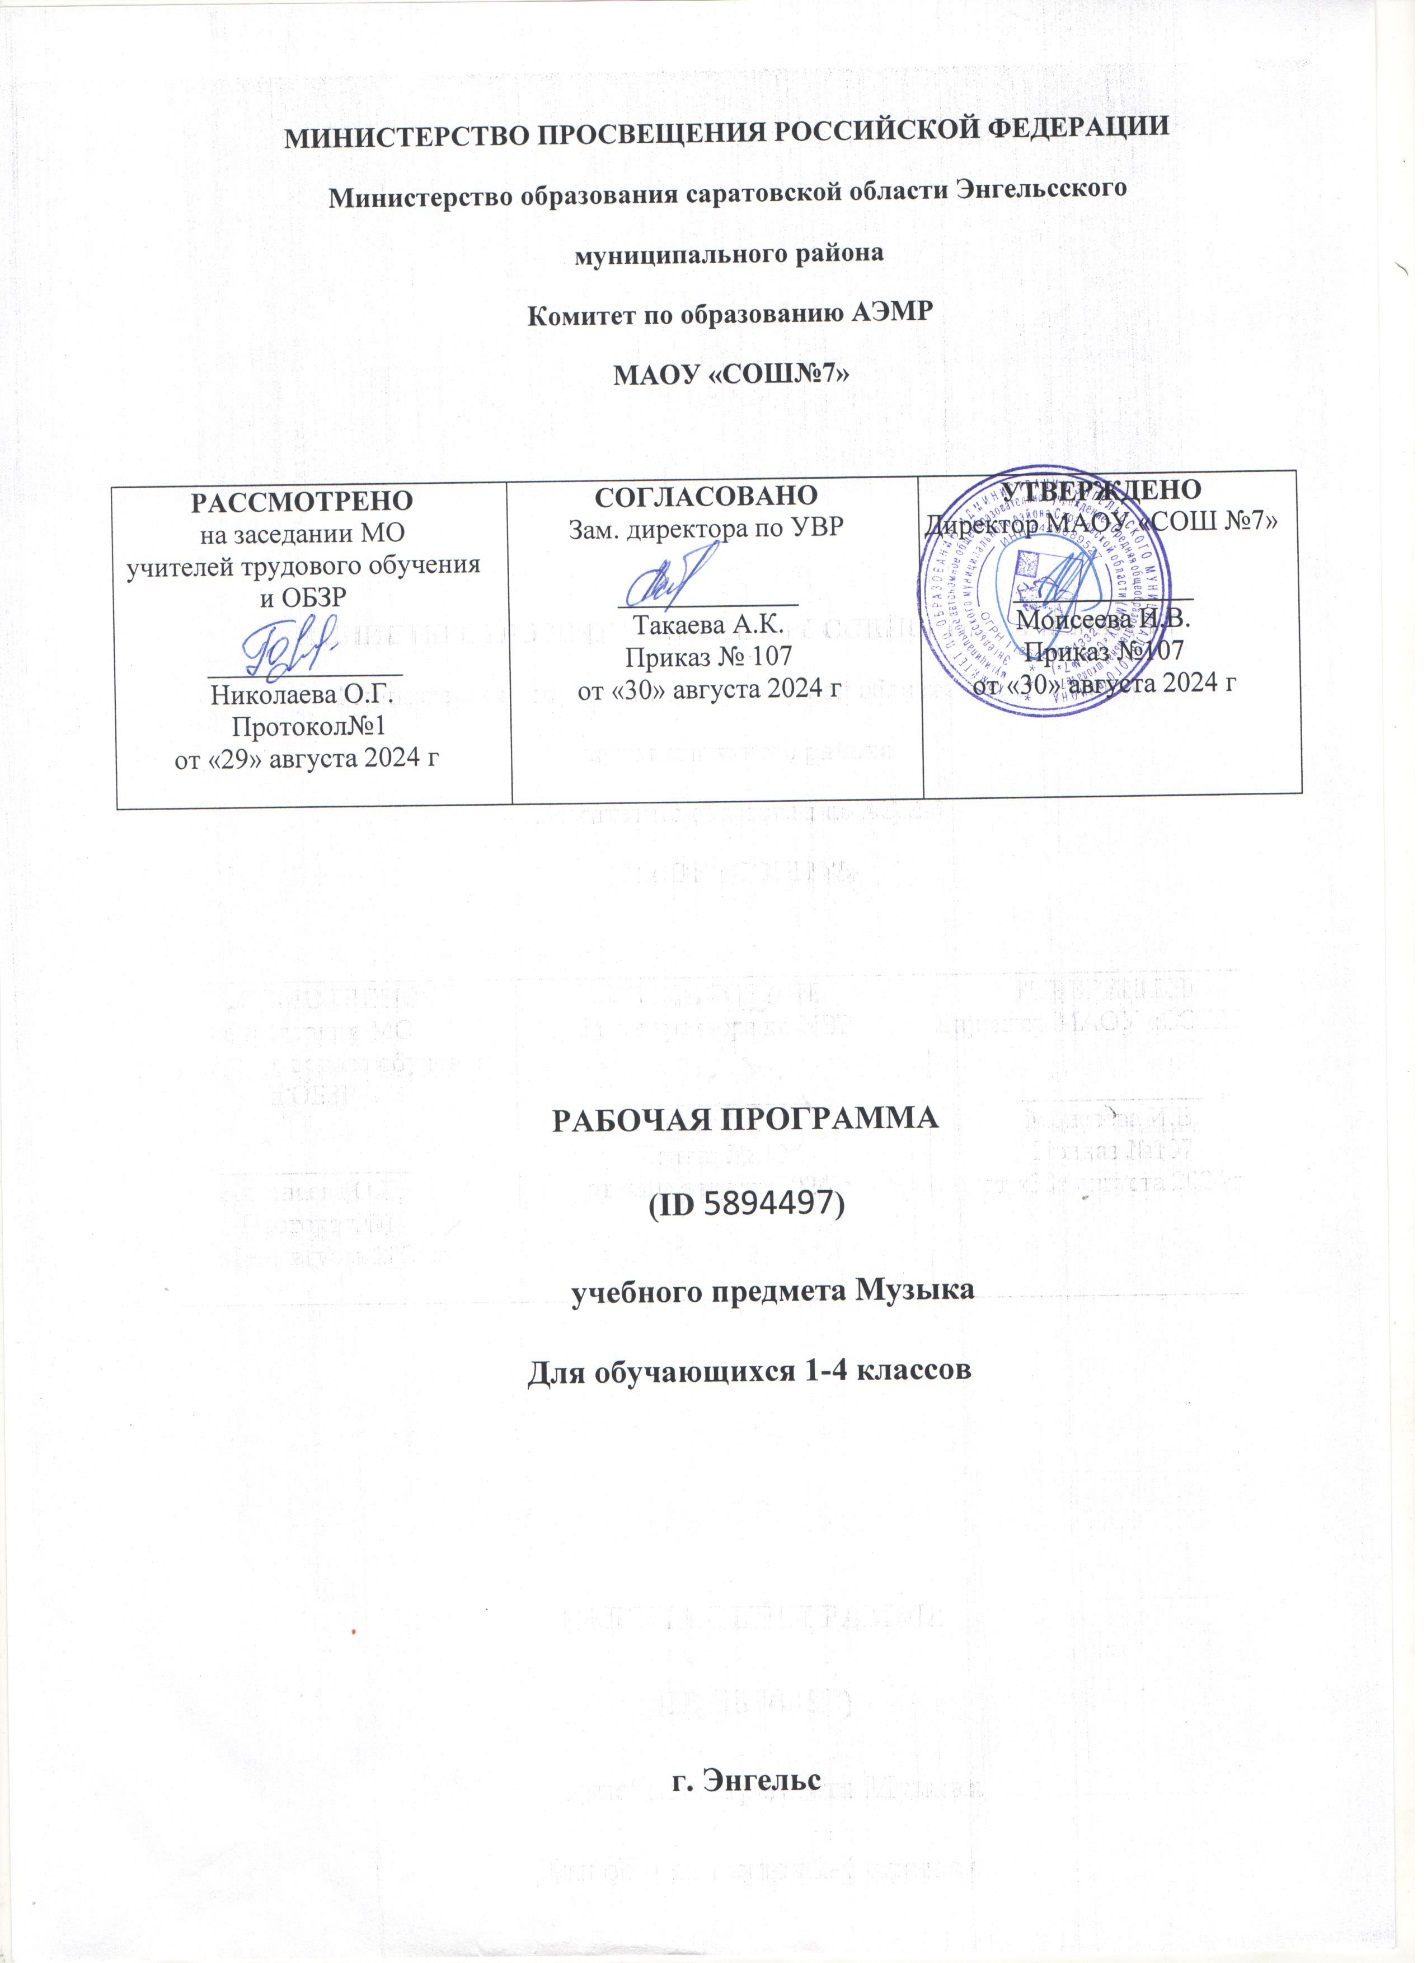 МИНИСТЕРСТВО ПРОСВЕЩЕНИЯ РОССИЙСКОЙ ФЕДЕРАЦИИ
Министерство образования саратовской области Энгельсского
муниципального района
Комитет по образованию АЭМР
МАОУ «СОШ№7»
РАССМОТРЕНО
на заседании МО
учителей трудового обучения
и ОБЗР
Николаева О.Г.
Протокол№1
от «29» августа 2024 г
СОГЛАСОВАНО
Зам. директора по УВР
Такаева А.К.
Приказ № 107
от «30» августа 2024 г
УТВЕРЖДЕНО
Директор МАОУ «СОШ №7»
Моисеева И.В.
Приказ №107
от «30» августа 2024 г
РАБОЧАЯ ПРОГРАММА
(ID 5894497)
учебного предмета Музыка
Для обучающихся 1-4 классов
г. Энгельс